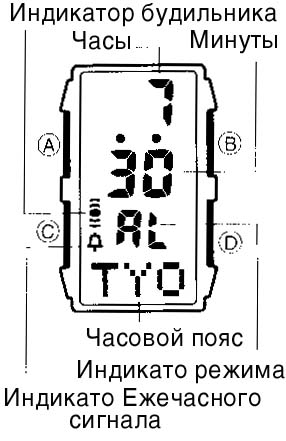 Индикатор будильника
Часы Минуты
7
A
B
30
C
AL
D
TYO
Часовой пояс
Индикато режима
Индикато Ежечасного
сигнала